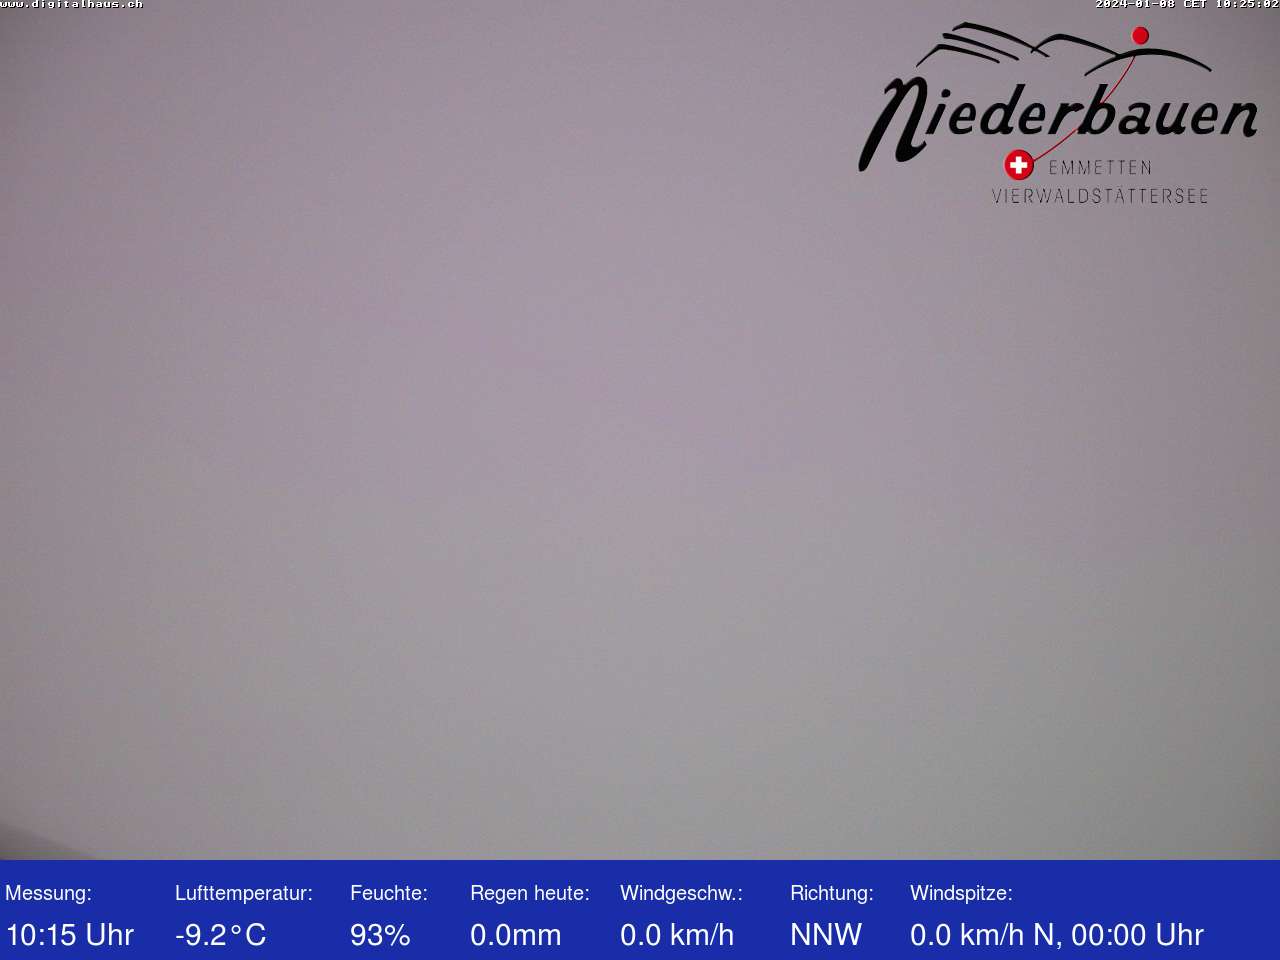 www.digitalhaus.ch
2024-01-08 CET 10:25:02
Niederbauen
EMMETTEN
VIERWALDSTÄTTERSEE
Messung: Lufttemperatur: Feuchte: Regen heute: Windgeschw.: Richtung: Windspitze:
10:15 Uhr -9.2°C 93% 0.0mm 0.0 km/h NNW 0.0 km/h N, 00:00 Uhr